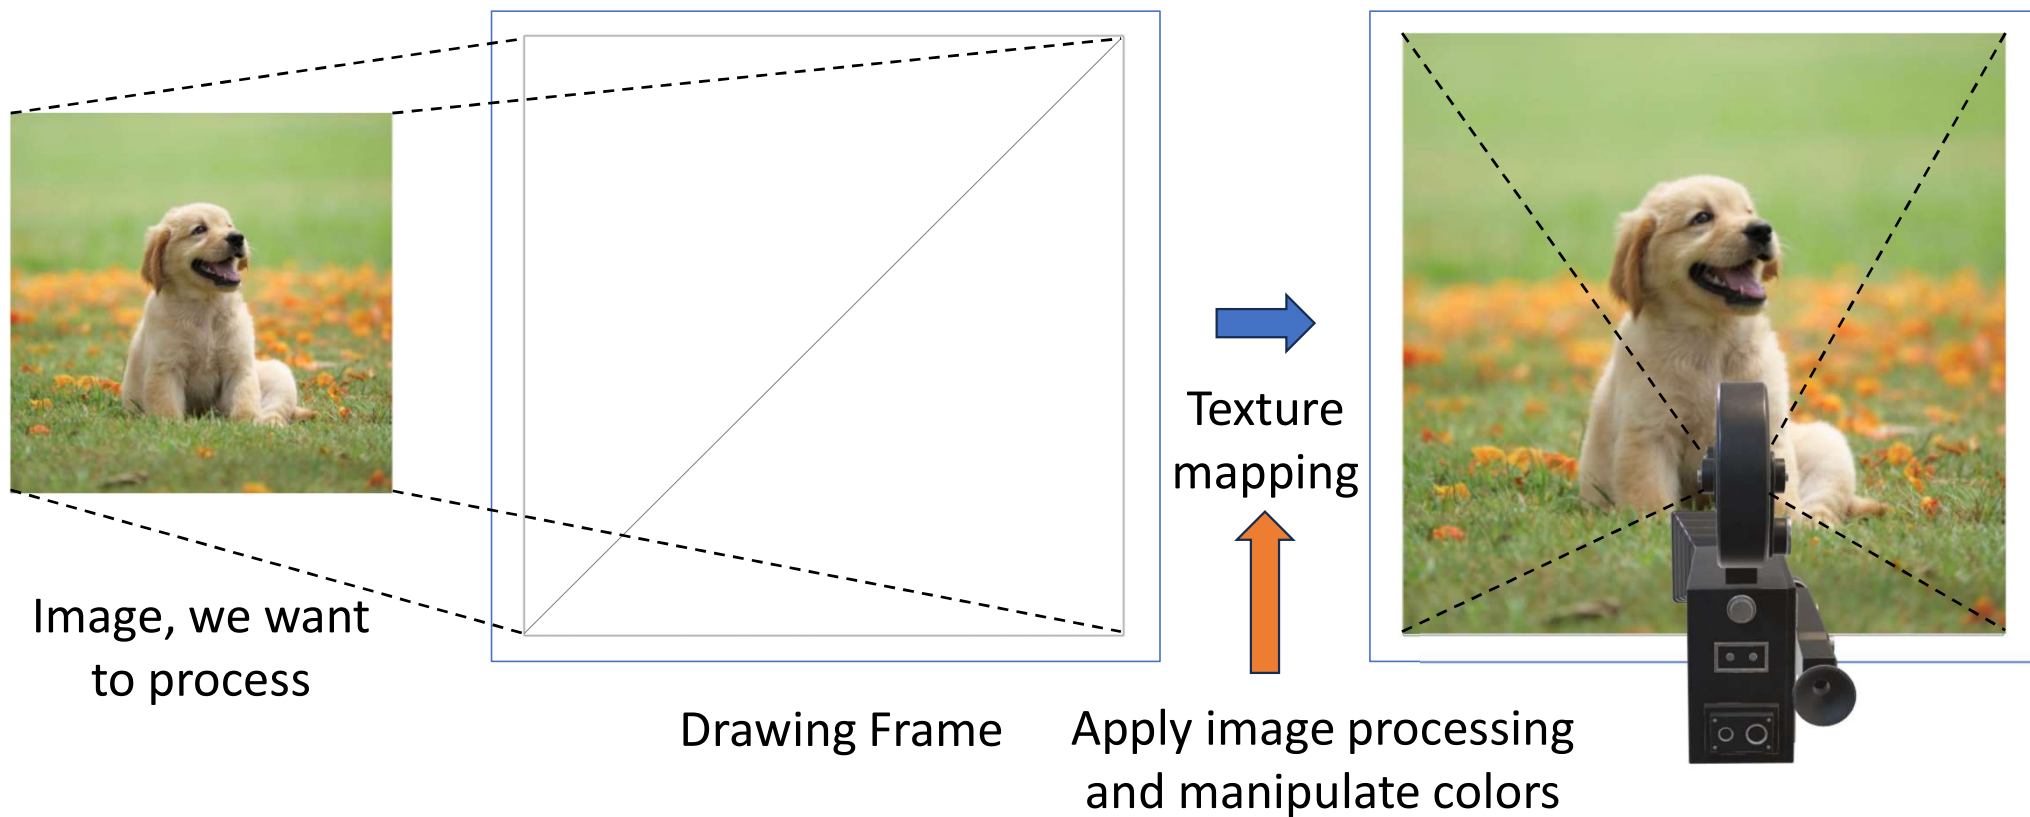 Image, we want
to process
Drawing Frame
Texture
mapping
Apply image processing
and manipulate colors